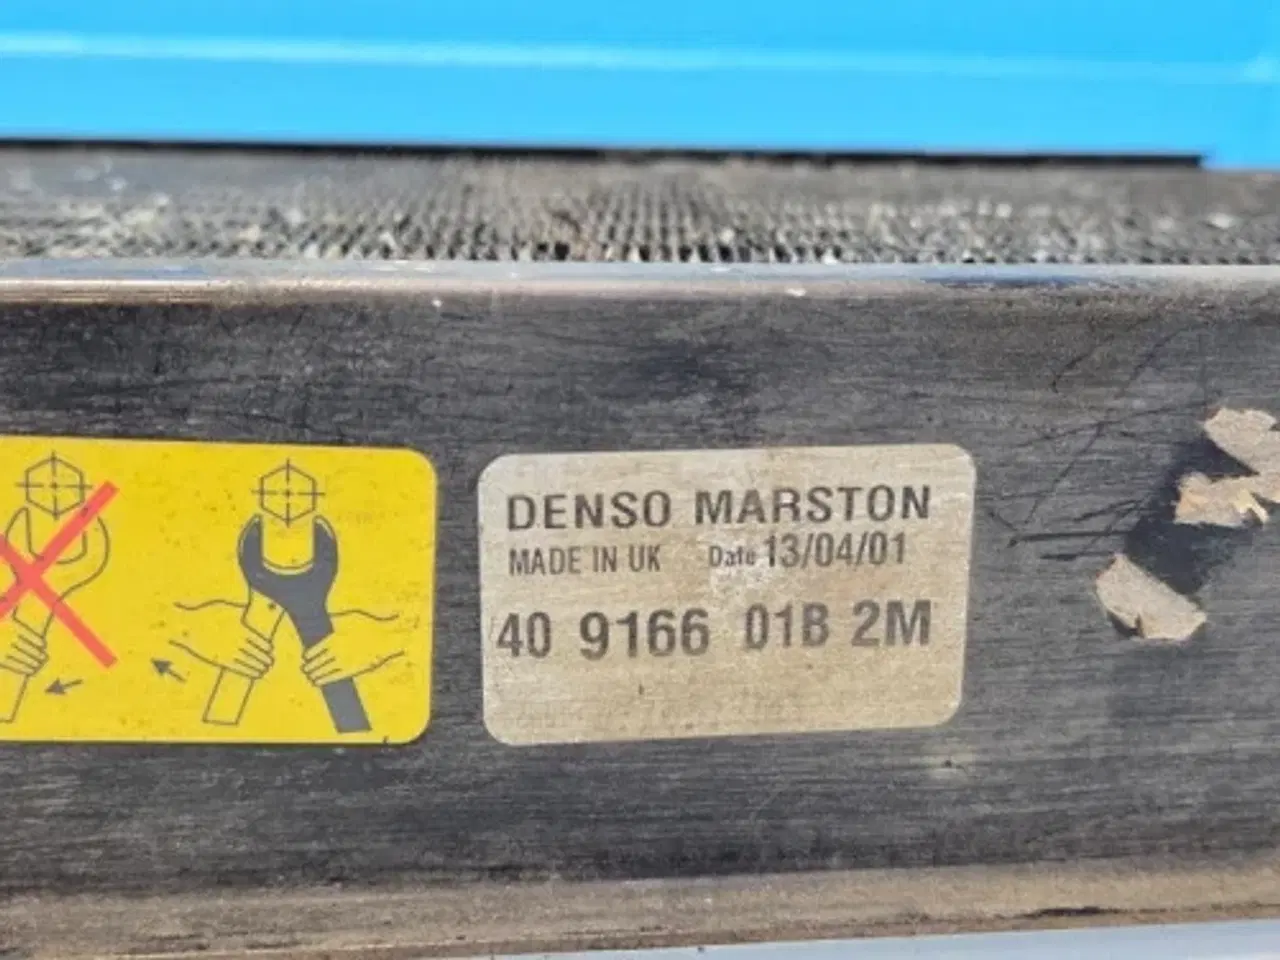 DENSO MARSTON
MADE IN UK Date 13/04/01
40 9166 01B 2M